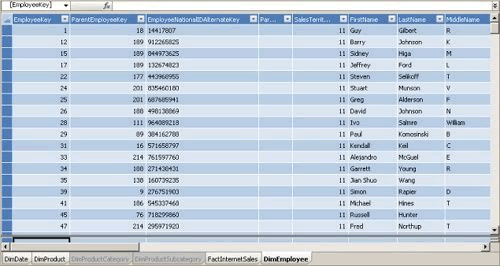 [EmployeeKey] fx
EmployeeKey ParentEmployeeKey EmployeeNationalIDAlternateKey Par... SalesTerrit... FirstName LastName MiddleName
1 18 14417807 11 Guy Gilbert R
12 189 912265825 11 Barry Johnson K
15 189 844973625 11 Sidney Higa M
17 189 132674823 11 Jeffrey Ford L
22 177 443968955 11 Steven Selikoff T
24 201 835460180 11 Stuart Munson V
25 201 687685941 11 Greg Alderson F
26 188 498138869 11 David Johnson N
28 111 964089218 11 Ivo Salmre William
29 89 384162788 11 Paul Komosinski B
31 16 571658797 11 Kendall Keil C
33 214 761597760 11 Alejandro McGuel E
34 188 271438431 11 Garrett Young R
35 138 160739235 11 Jian Shuo Wang
39 9 276751903 11 Simon Rapier D
41 186 545337468 11 Michael Hines T
45 76 718299860 11 Russell Hunter
47 214 295971920 11 Fred Northup T
DimDate DimProduct DimProductCategory DimProductSubcategory FactInternetSales DimEmployee